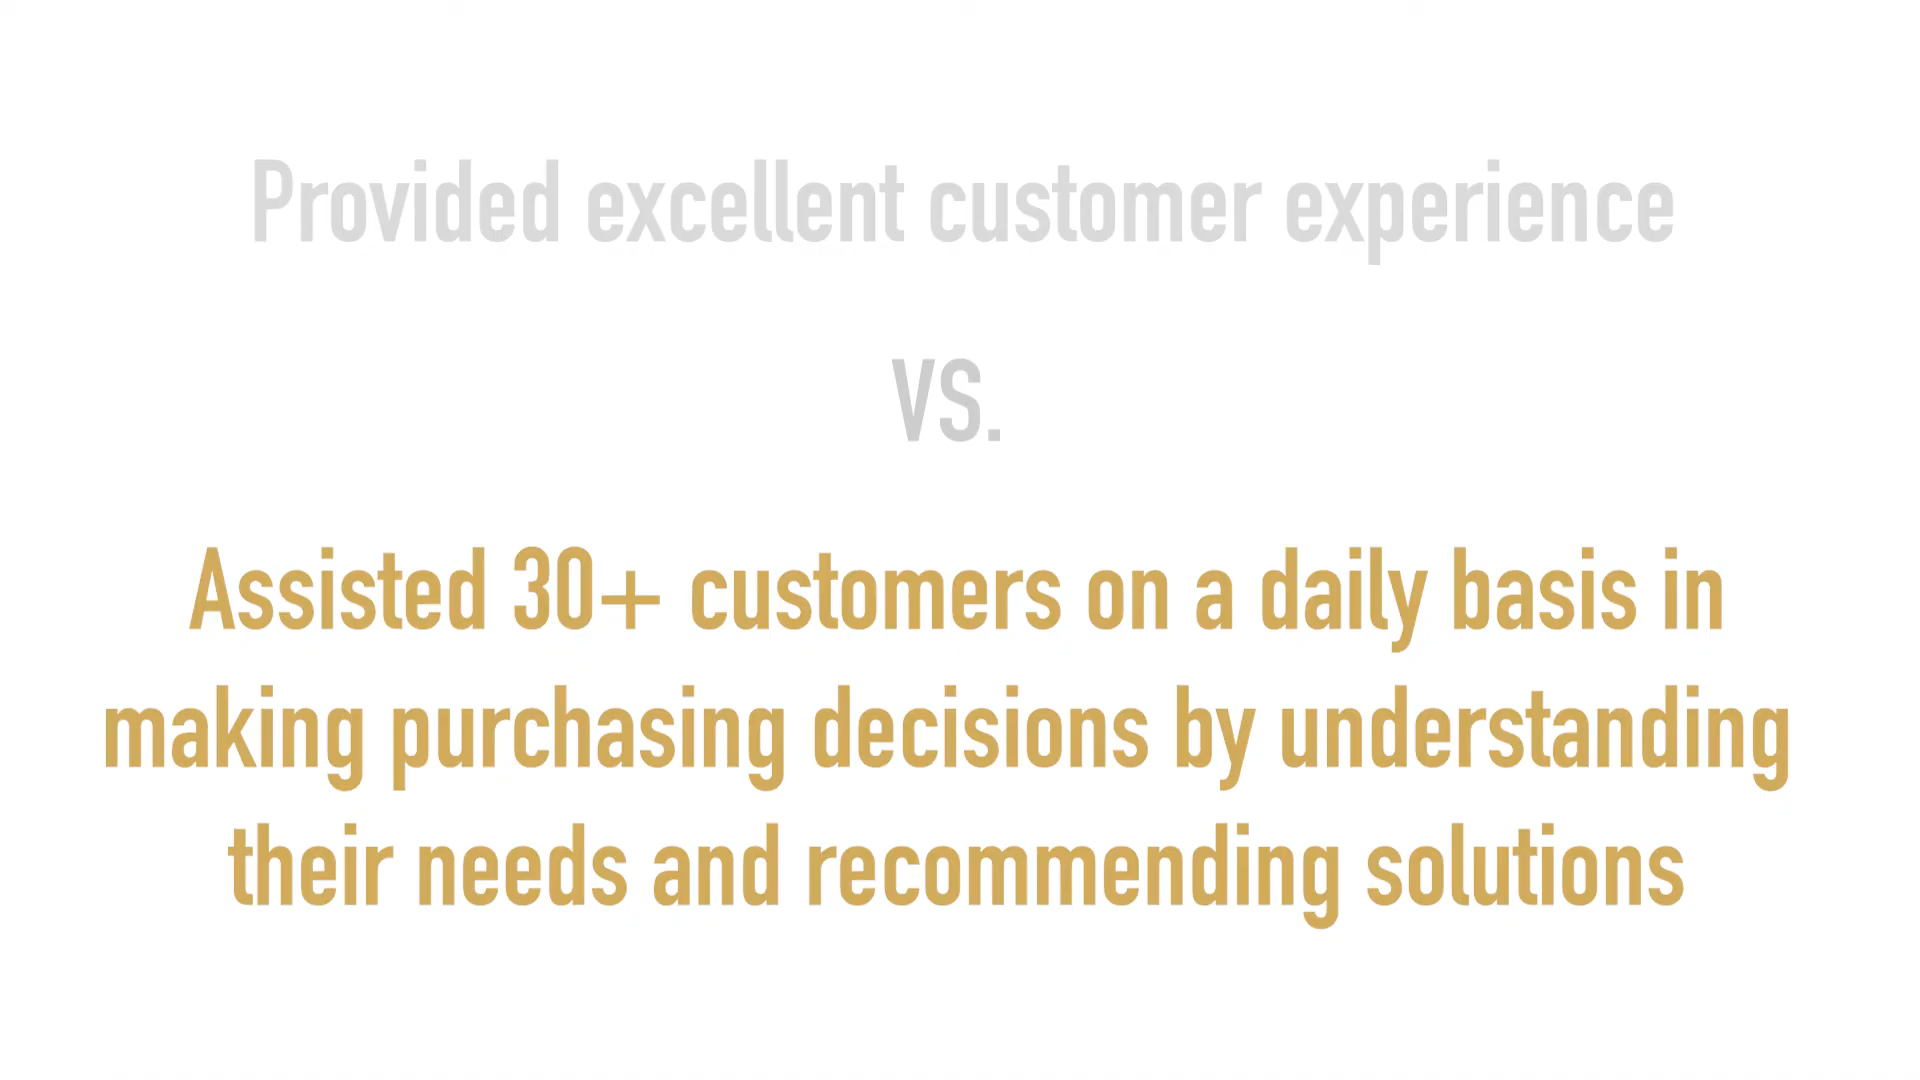 Provided excellent customer experience
VS.
Assisted 30+ customers on a daily basis in
making purchasing decisions by understanding
their needs and recommending solutions